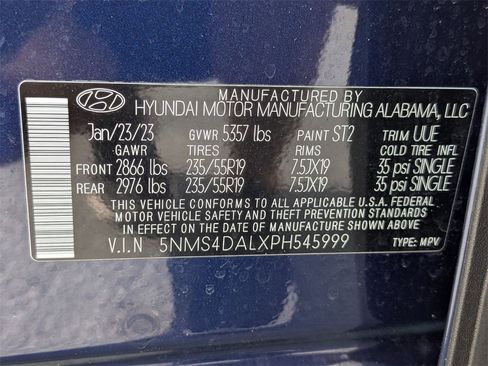 MANUFACTURED BY
HYUNDAI MOTOR MANUFACTURING ALABAMA, LLC
Jan/23/23 GVWR 5357 lbs PAINT ST2 TRIM UUE
GAWR TIRES RIMS COLD TIRE INFL
FRONT 2866 lbs 235/55R19 7.5JX19 35 psi SINGLE
REAR 2976 lbs 235/55R19 7.5JX19 35 psi SINGLE
THIS VEHICLE CONFORMS TO ALL APPLICABLE U.S.A. FEDERAL
MOTOR VEHICLE SAFETY AND THEFT PREVENTION STANDARDS
IN EFFECT ON THE DATE OF MANUFACTURE SHOWN ABOVE
V.I.N 5NMS4DALXPH545999 TYPE: MPV